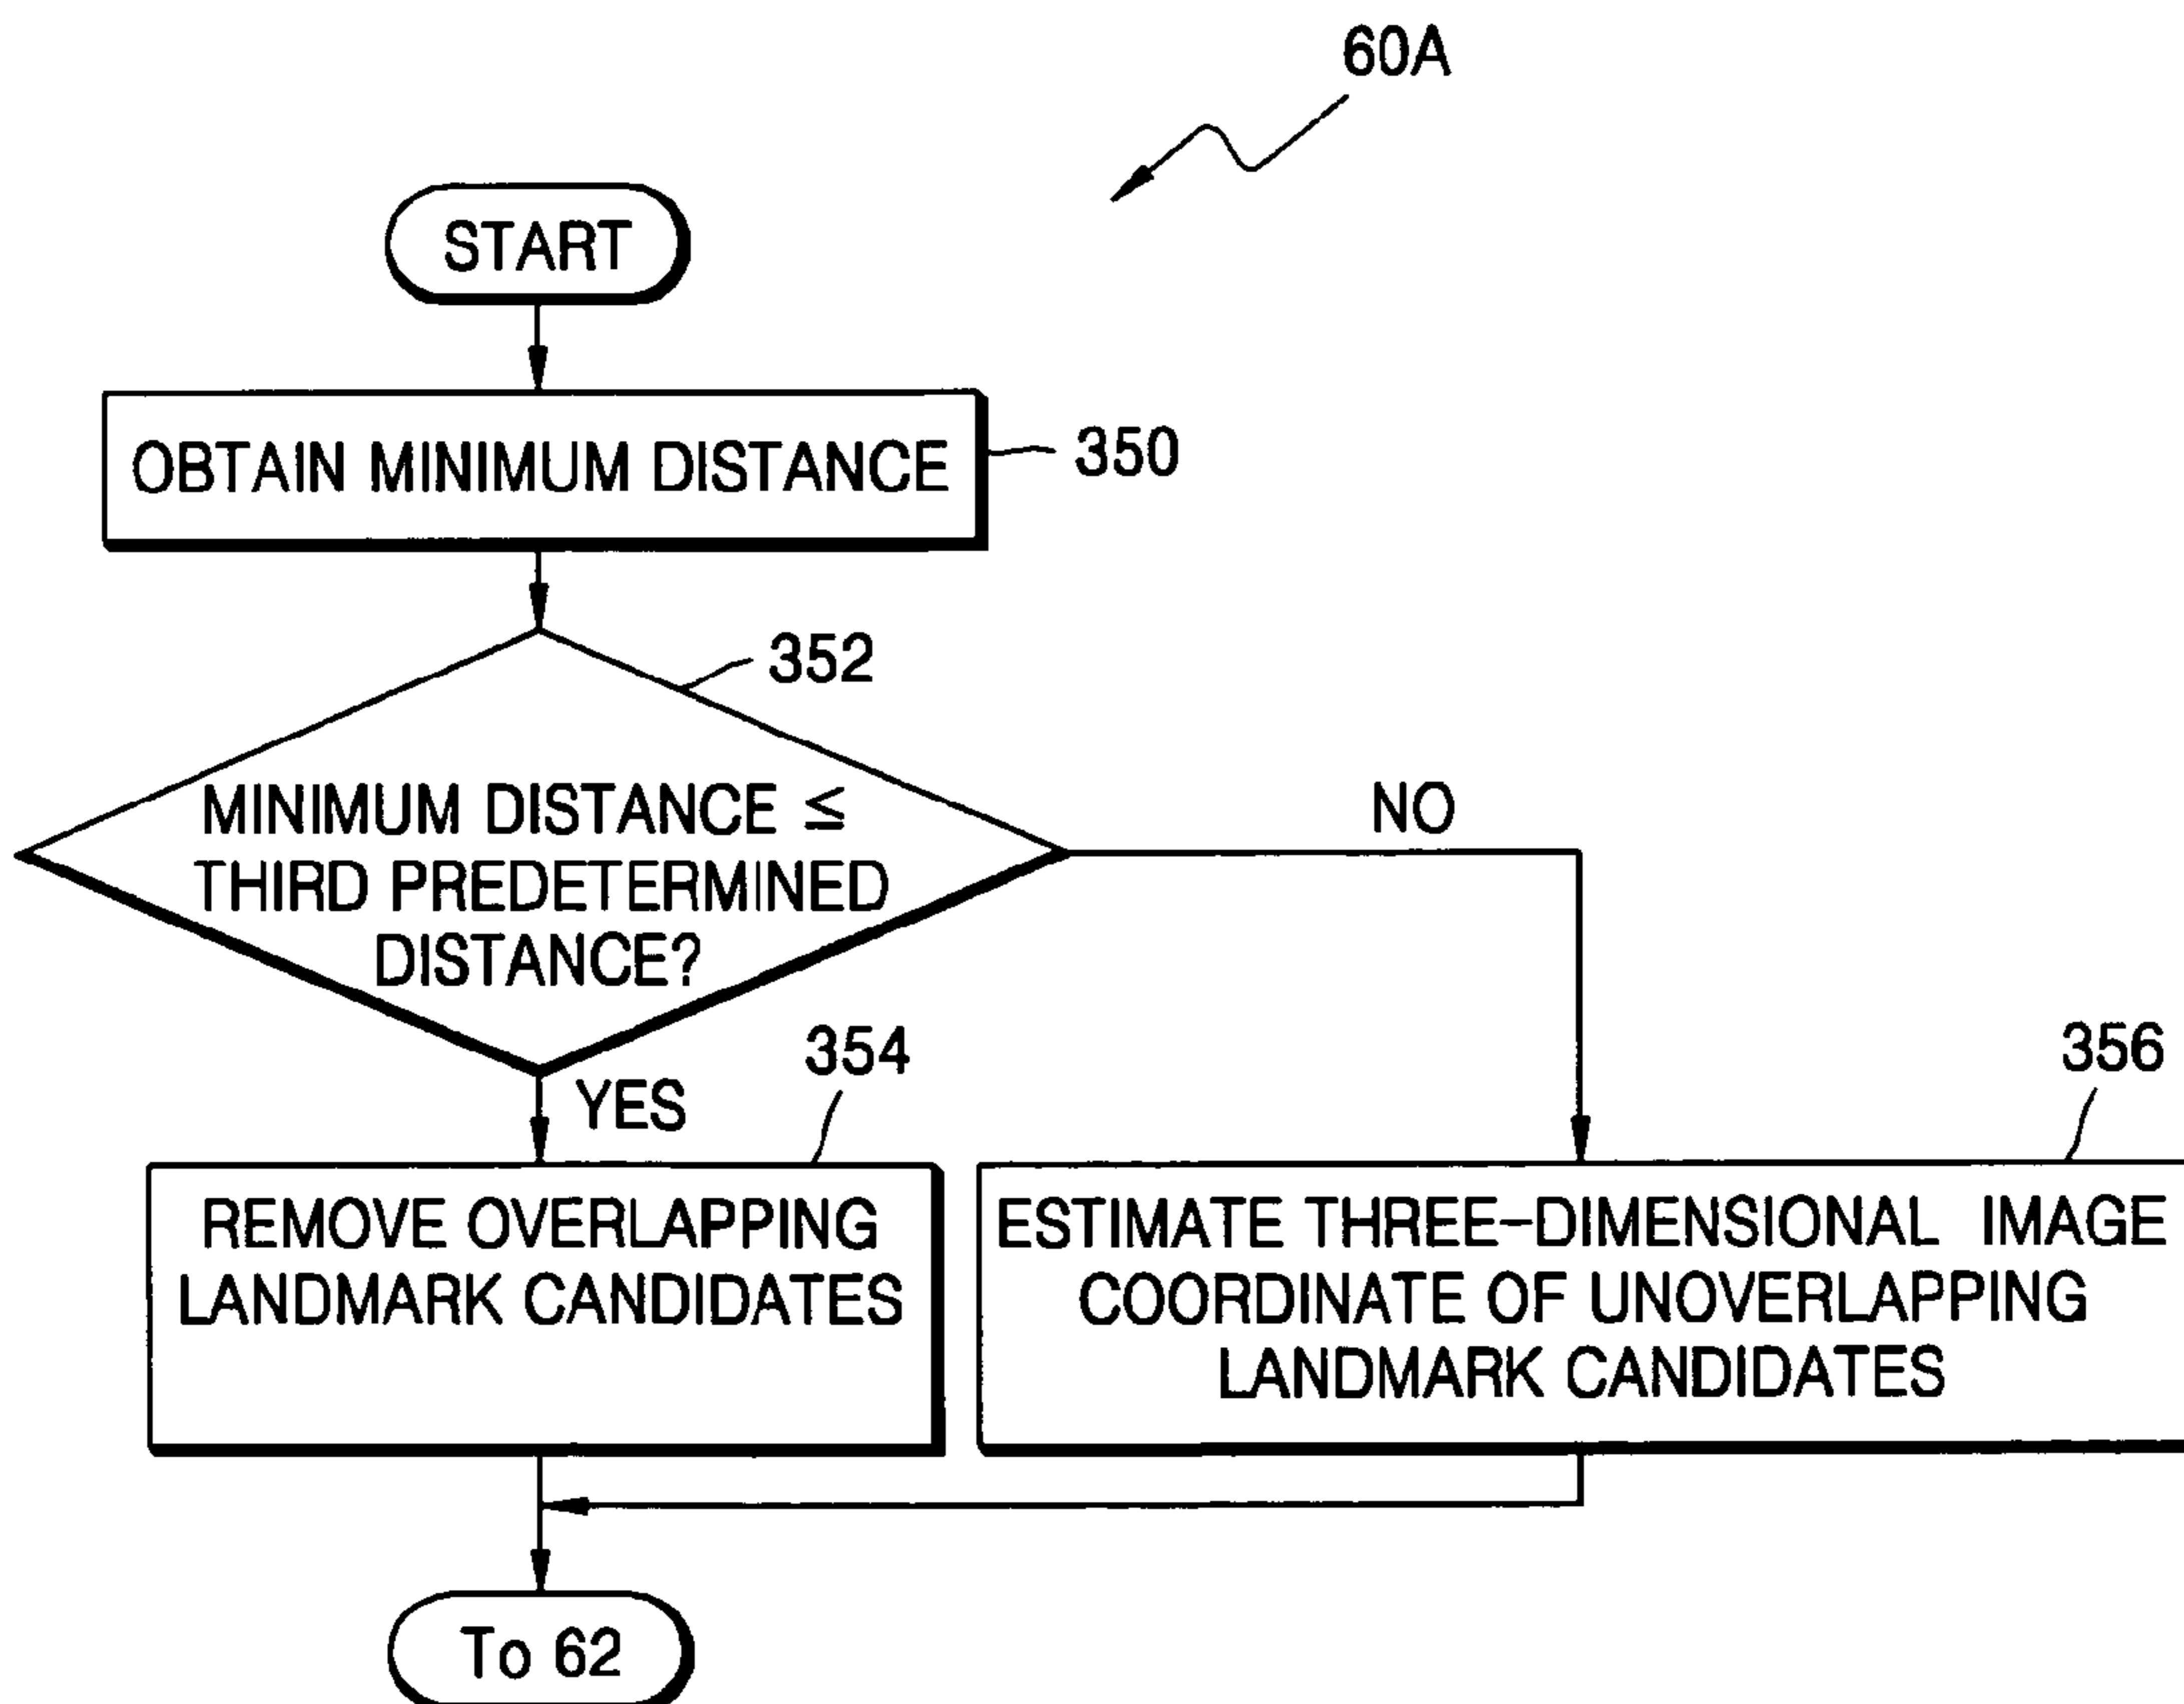 60A
START
OBTAIN MINIMUM DISTANCE
350
352
MINIMUM DISTANCE ≤
THIRD PREDETERMINED
DISTANCE?
NO
YES
354
356
REMOVE OVERLAPPING
LANDMARK CANDIDATES
ESTIMATE THREE-DIMENSIONAL IMAGE
COORDINATE OF UNOVERLAPPING
LANDMARK CANDIDATES
To 62